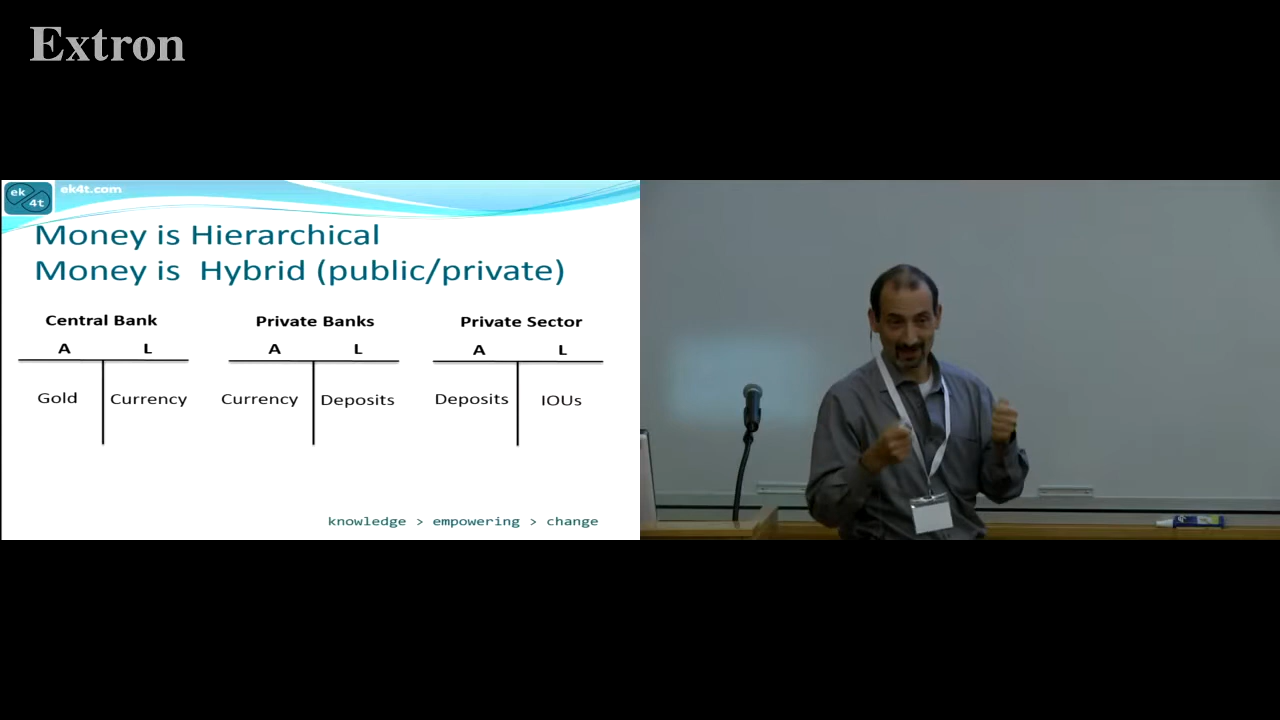 Extron
ek
4t
ek4t.com
Money is Hierarchical
Money is Hybrid (public/private)
Central Bank
A L
Gold Currency
Private Banks
A L
Currency Deposits
Private Sector
A L
Deposits IOUs
knowledge > empowering > change